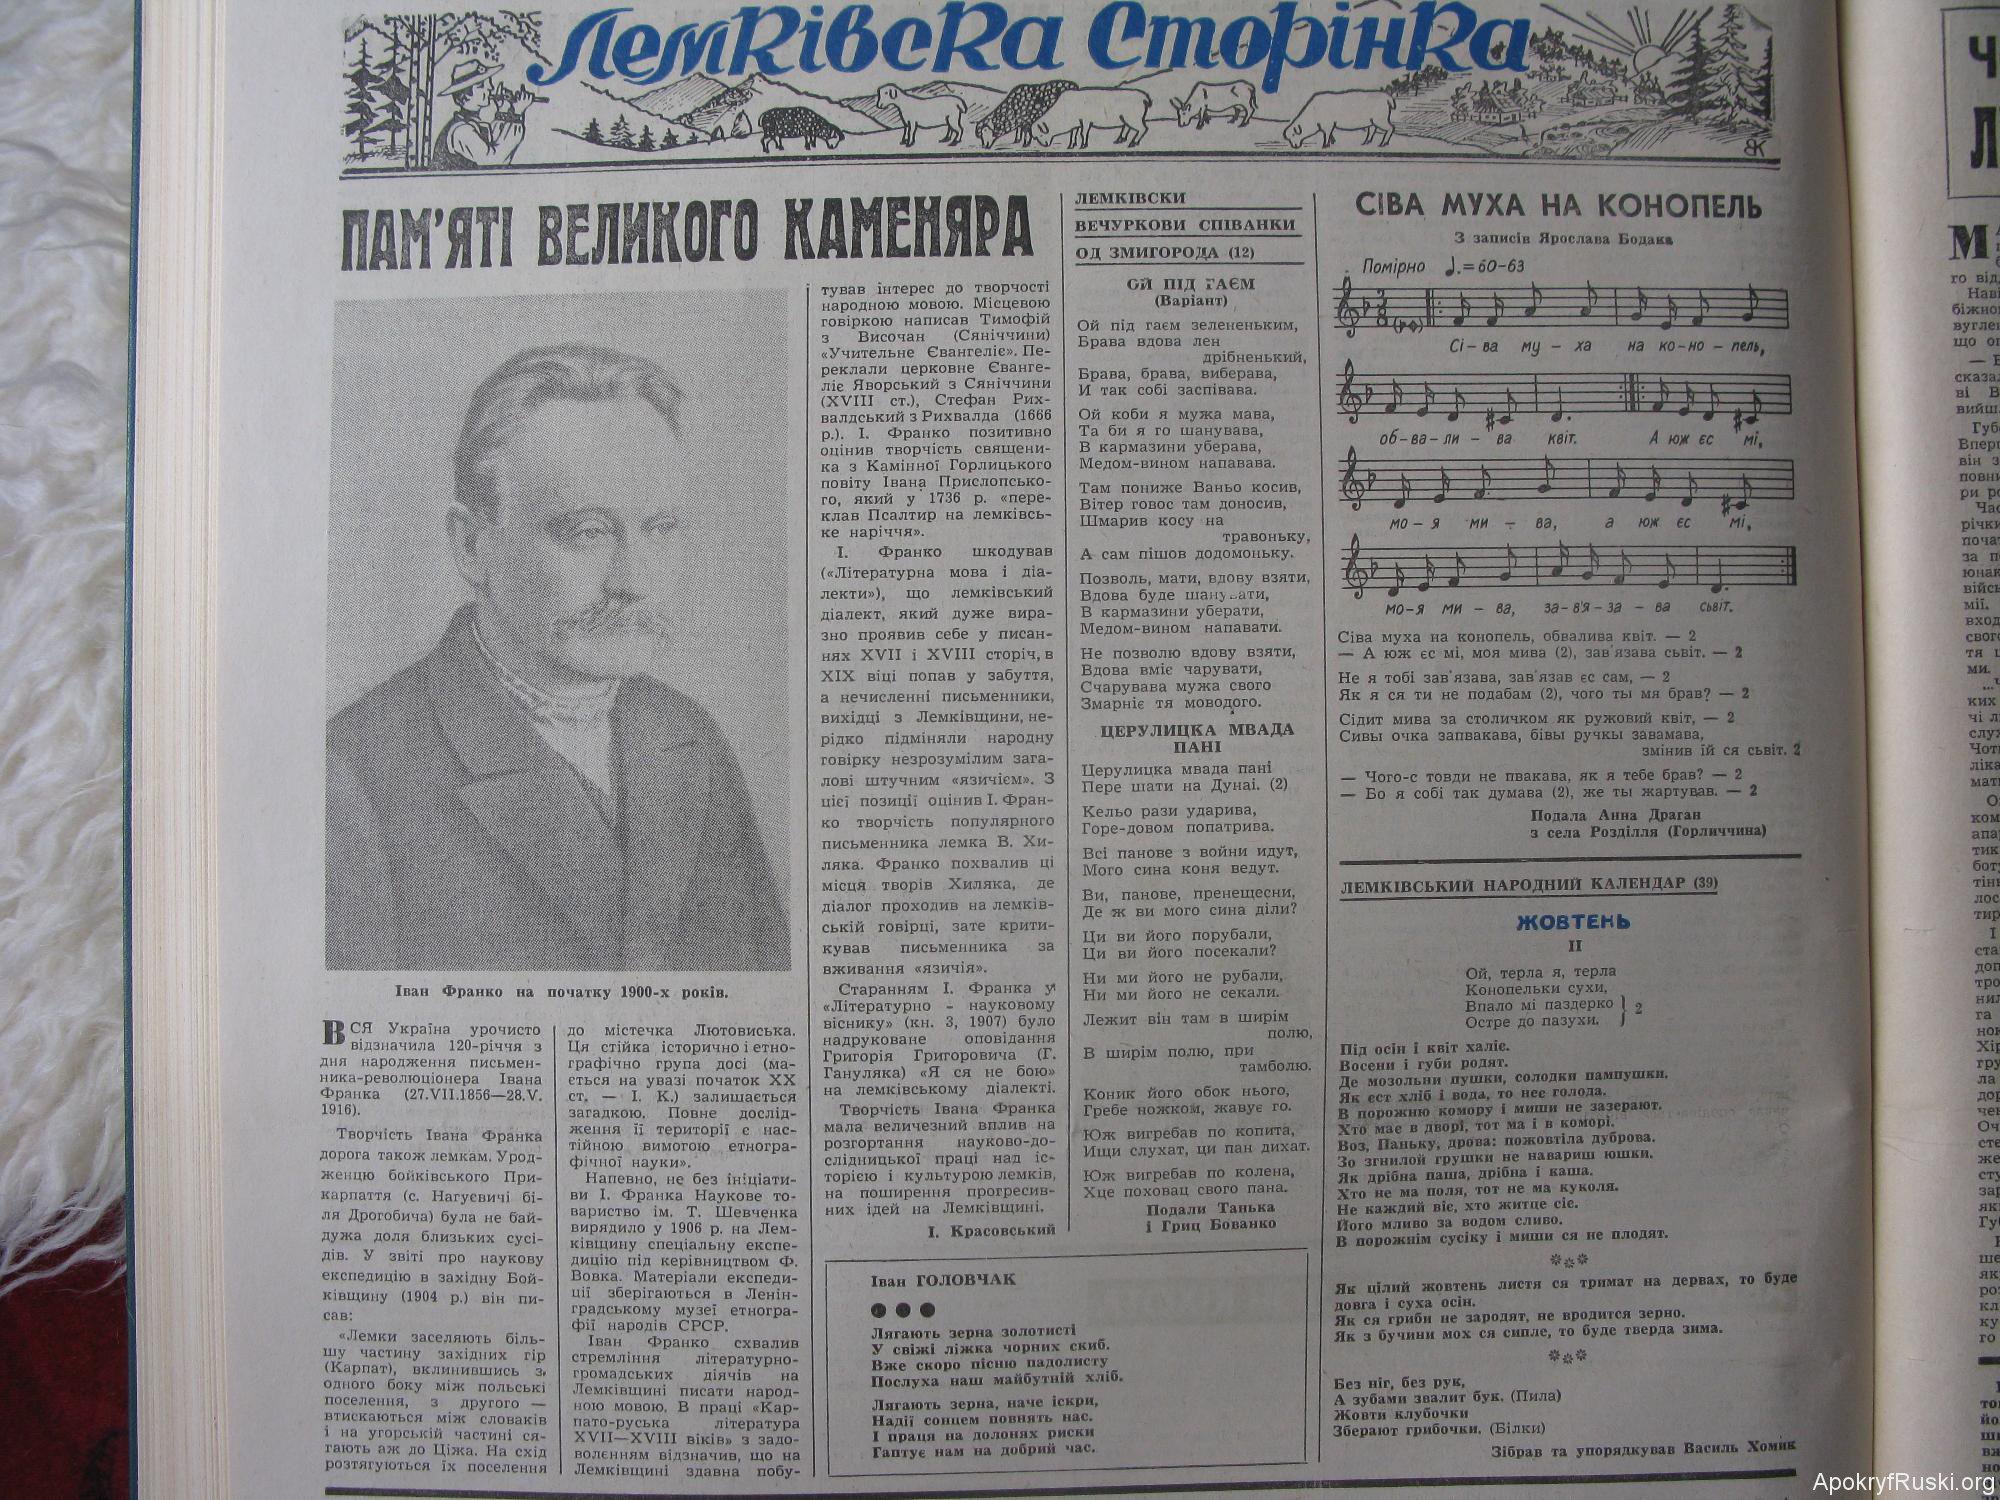 Лемківска Сторінка
ПАМ'ЯТІ ВЕЛИКОГО КАМЕНЯРА
Іван Франко на початку 1900-х років.
ВСЯ Україна урочисто
відзначила 120-річчя з
дня народження письмен-
ника-революціонера Івана
Франка (27.VII.1856—28.V.
1916).
Творчість Івана Франка
дорога також лемкам. Урод-
женцю бойківського При-
карпаття (с. Нагуєвичі бі-
ля Дрогобича) була не бай-
дужа доля близьких сусі-
дів. У звіті про наукову
експедицію в західну Бой-
ківщину (1904 р.) він пи-
сав:
«Лемки заселяють біль-
шу частину західних гір
(Карпат), вклинившись з
одного боку між польські
поселення, з другого —
втискаються між словаків
і на угорській частині ся-
гають аж до Ціжа. На схід
розтягуються їх поселення
до містечка Лютовиська.
Ця стійка історично і етно-
графічно група досі (ма-
ється на увазі початок XX
ст. — І. К.) залишається
загадкою. Повне дослід-
ження її території є нас-
тійною вимогою етногра-
фічної науки».
Напевно, не без ініціати-
ви І. Франка Наукове то-
вариство ім. Т. Шевченка
вирядило у 1906 р. на Лем-
ківщину спеціальну експе-
дицію під керівництвом Ф.
Вовка. Матеріали експеди-
ції зберігаються в Ленін-
градському музеї етногра-
фії народів СРСР.
Іван Франко схвалив
стремління літературно-
громадських діячів на
Лемківщині писати народ-
ною мовою. В праці «Кар-
пато-руська література
XVII—XVIII віків» з задо-
воленням відзначив, що на
Лемківщині здавна побу-
тував інтерес до творчості
народною мовою. Місцевою
говіркою написав Тимофій
з Височан (Сяніччини)
«Учительне Євангеліє». Пе-
реклали церковне Єванге-
ліє Яворський з Сяніччини
(XVIII ст.), Стефан Рих-
валдський з Рихвалда (1666
р.). І. Франко позитивно
оцінив творчість священи-
ка з Камінної Горлицького
повіту Івана Прислопсько-
го, який у 1736 р. «пере-
клав Псалтир на лемківсь-
ке наріччя».
І. Франко шкодував
(«Літературна мова і діа-
лекти»), що лемківський
діалект, який дуже вира-
зно проявив себе у писан-
нях XVII і XVIII сторіч, в
XIX віці попав у забуття,
а нечисленні письменники,
вихідці з Лемківщини, не-
рідко підміняли народну
говірку незрозумілим зага-
лові штучним «язичієм». З
цієї позиції оцінив І. Фран-
ко творчість популярного
письменника лемка В. Хи-
ляка. Франко похвалив ці
місця творів Хиляка, де
діалог проходив на лемків-
ській говірці, зате крити-
кував письменника за
вживання «язичія».
Старанням І. Франка у
«Літературно - науковому
віснику» (кн. 3, 1907) було
надруковане оповідання
Григорія Григоровича (Г.
Гануляка) «Я ся не бою»
на лемківському діалекті.
Творчість Івана Франка
мала величезний вплив на
розгортання науково-до-
слідницької праці над іс-
торією і культурою лемків,
на поширення прогресив-
них ідей на Лемківщині.
І. Красовський
ЛЕМКІВСКИ
ВЕЧУРКОВИ СПІВАНКИ
ОД ЗМИГОРОДА (12)
ОЙ ПІД ГАЄМ
(Варіант)
Ой під гаєм зелененьким,
Брава вдова лен
дрібненький,
Брава, брава, виберава,
И так собі заспівава.
Ой коби я мужа мава,
Та би я го шанувава,
В кармазини уберава,
Медом-вином напавава.
Там пониже Ваньо косив,
Вітер говос там доносив,
Шмарив косу на
травоньку,
А сам пішов додомоньку.
Позволь, мати, вдову взяти,
Вдова буде шанувати,
В кармазини уберати,
Медом-вином напавати.
Не позволю вдову взяти,
Вдова вміє чарувати,
Счарувава мужа свого
Змарніє тя моводого.
ЦЕРУЛИЦКА МВАДА
ПАНІ
Церулицка мвада пані
Пере шати на Дунаі. (2)
Кельо рази ударива,
Горе-довом попатрива.
Всі панове з войни идут,
Мого сина коня ведут.
Ви, панове, пренещесни,
Де ж ви мого сина діли?
Ци ви його порубали,
Ци ви його посекали?
Ни ми його не рубали,
Ни ми його не секали.
Лежит він там в ширім
полю,
В ширім полю, при
тамболю.
Коник його обок нього,
Гребе ножком, жавує го.
Юж вигребав по копита,
Ищи слухат, ци пан дихат.
Юж вигребав по колена,
Хце поховац свого пана.
Подали Танька
і Гриц Бованко
Іван ГОЛОВЧАК
Лягають зерна золотисті
У свіжі ліжка чорних скиб.
Вже скоро пісню падолисту
Послуха наш майбутній хліб.
Лягають зерна, наче іскри,
Надії сонцем повнять нас.
І праця на долонях риски
Гаптує нам на добрий час.
СІВА МУХА НА КОНОПЕЛЬ
З записів Ярослава Бодака
Помірно ♩.=60-63
Сі-ва му-ха на ко-но-пель,
об-ва-ли-ва квіт. А юж єс мі,
мо-я ми-ва, а юж єс мі,
мо-я ми-ва, за-в'я-за-ва сьвіт.
Сіва муха на конопель, обвалива квіт. — 2
— А юж єс мі, моя мива (2), зав'язава сьвіт. — 2
Не я тобі зав'язава, зав'язав єс сам, — 2
Як я ся ти не подабам (2), чого ты мя брав? — 2
Сідит мива за столичком як ружовий квіт, — 2
Сивы очка запвакава, бівы ручкы завамава,
змінив ій ся сьвіт. 2
— Чого-с товди не пвакава, як я тебе брав? — 2
— Бо я собі так думава (2), же ты жартував. — 2
Подала Анна Драган
з села Розділля (Горличчина)
ЛЕМКІВСЬКИЙ НАРОДНИЙ КАЛЕНДАР (39)
ЖОВТЕНЬ
II
Ой, терла я, терла
Конопельки сухи,
Впало мі паздерко } 2
Остре до пазухи.
Під осін і квіт халіє.
Восени і губи родят.
Де мозольни пушки, солодки пампушки.
Як ест хліб і вода, то нєє голода.
В порожню комору і миши не зазерают.
Хто має в дворі, тот ма і в коморі.
Воз, Паньку, дрова: пожовтіла дуброва.
Зо згнилой грушки не навариш юшки.
Як дрібна паша, дрібна і каша.
Хто не ма поля, тот не ма куколя.
Не каждий віє, хто житце сіє.
Його мливо за водом сливо.
В порожнім сусіку і миши ся не плодят.
Як цілий жовтень листя ся тримат на дервах, то буде
довга і суха осін.
Як ся гриби не зародят, не вродится зерно.
Як з бучини мох ся сипле, то буде тверда зима.
Без ніг, без рук,
А зубами звалит бук. (Пила)
Жовти клубочки
Зберают грибочки. (Білки)
Зібрав та упорядкував Василь Хомик
ApokryfRuski.org